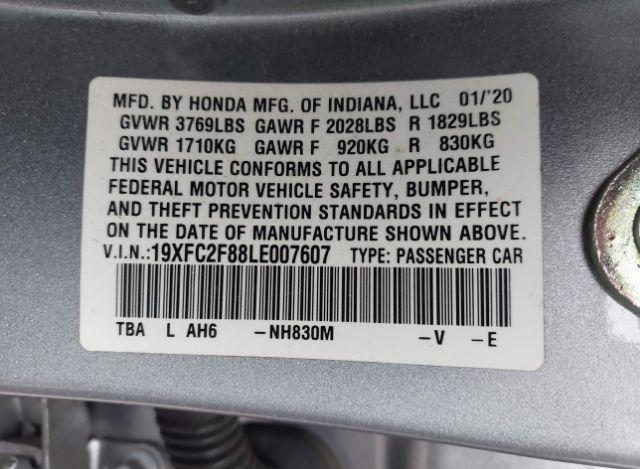 MFD. BY HONDA MFG. OF INDIANA, LLC 01/'20
GVWR 3769LBS GAWR F 2028LBS R 1829LBS
GVWR 1710KG GAWR F 920KG R 830KG
THIS VEHICLE CONFORMS TO ALL APPLICABLE
FEDERAL MOTOR VEHICLE SAFETY, BUMPER,
AND THEFT PREVENTION STANDARDS IN EFFECT
ON THE DATE OF MANUFACTURE SHOWN ABOVE.
V.I.N.:19XFC2F88LE007607 TYPE: PASSENGER CAR
TBA L AH6 -NH830M -V -E